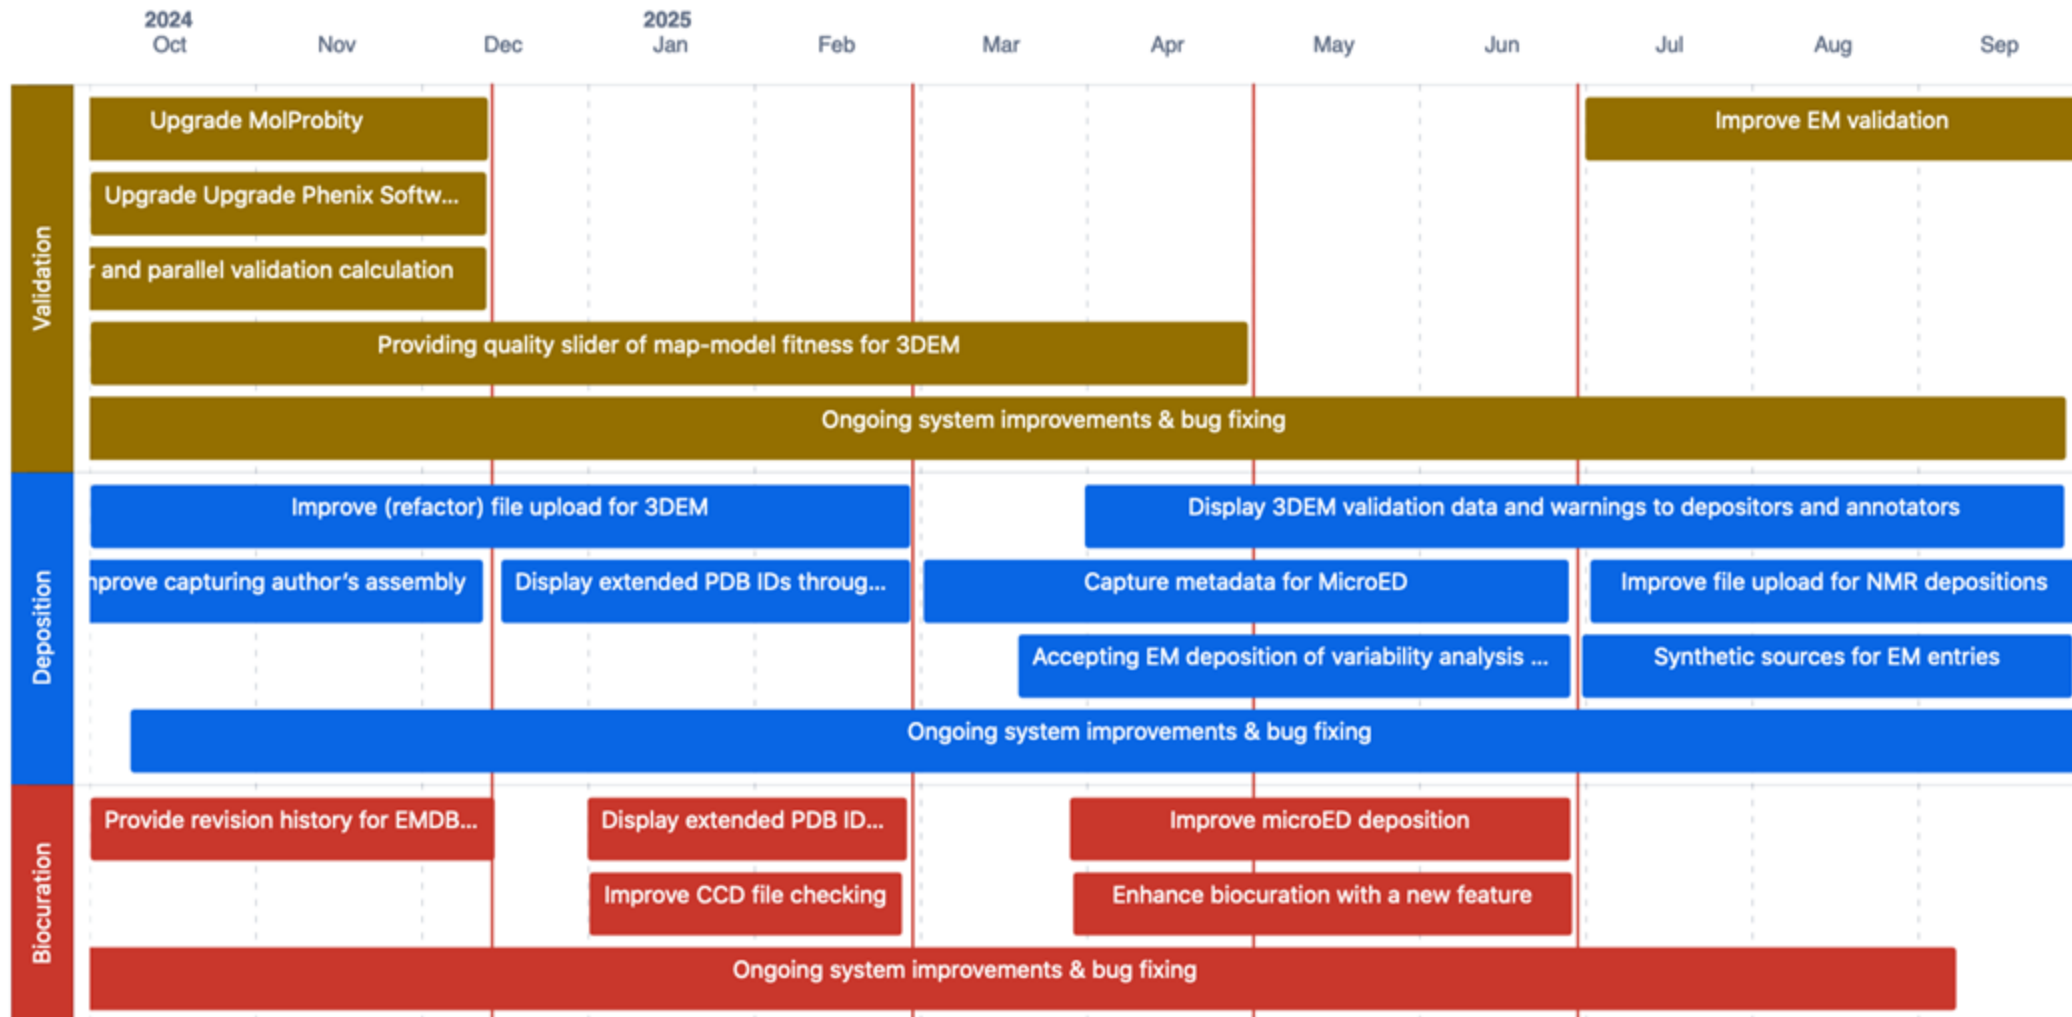 2024
2025
Oct Nov Dec Jan Feb Mar Apr May Jun Jul Aug Sep
Validation
Upgrade MolProbity
Improve EM validation
Upgrade Upgrade Phenix Softw...
r and parallel validation calculation
Providing quality slider of map-model fitness for 3DEM
Ongoing system improvements & bug fixing
Deposition
Improve (refactor) file upload for 3DEM
Display 3DEM validation data and warnings to depositors and annotators
mprove capturing author's assembly
Display extended PDB IDs throug...
Capture metadata for MicroED
Improve file upload for NMR depositions
Accepting EM deposition of variability analysis ...
Synthetic sources for EM entries
Ongoing system improvements & bug fixing
Biocuration
Provide revision history for EMDB...
Display extended PDB ID...
Improve microED deposition
Improve CCD file checking
Enhance biocuration with a new feature
Ongoing system improvements & bug fixing